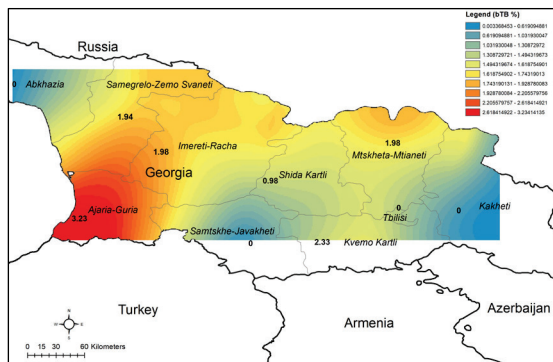 Russia
Legend (bTB %)
0.003368453 - 0.619094881
0.619094881 - 1.031930047
1.031930048 - 1.30872972
1.308729721 - 1.494319673
1.494319674 - 1.618754901
1.618754902 - 1.74319013
1.743190131 - 1.928780083
1.928780084 - 2.205579756
2.205579757 - 2.618414921
2.618414922 - 3.23414135
0
Abkhazia
Samegrelo-Zemo Svaneti
1.94
1.98
Imereti-Racha
1.98
Mtskheta-Mtianeti
Georgia
Shida Kartli
0.98
Ajaria-Guria
3.23
0
Tbilisi
0
Kakheti
Samtskhe-Javakheti
0
2.33
Kvemo Kartli
Turkey
Armenia
Azerbaijan
N
W
E
S
0
15
30
60 Kilometers